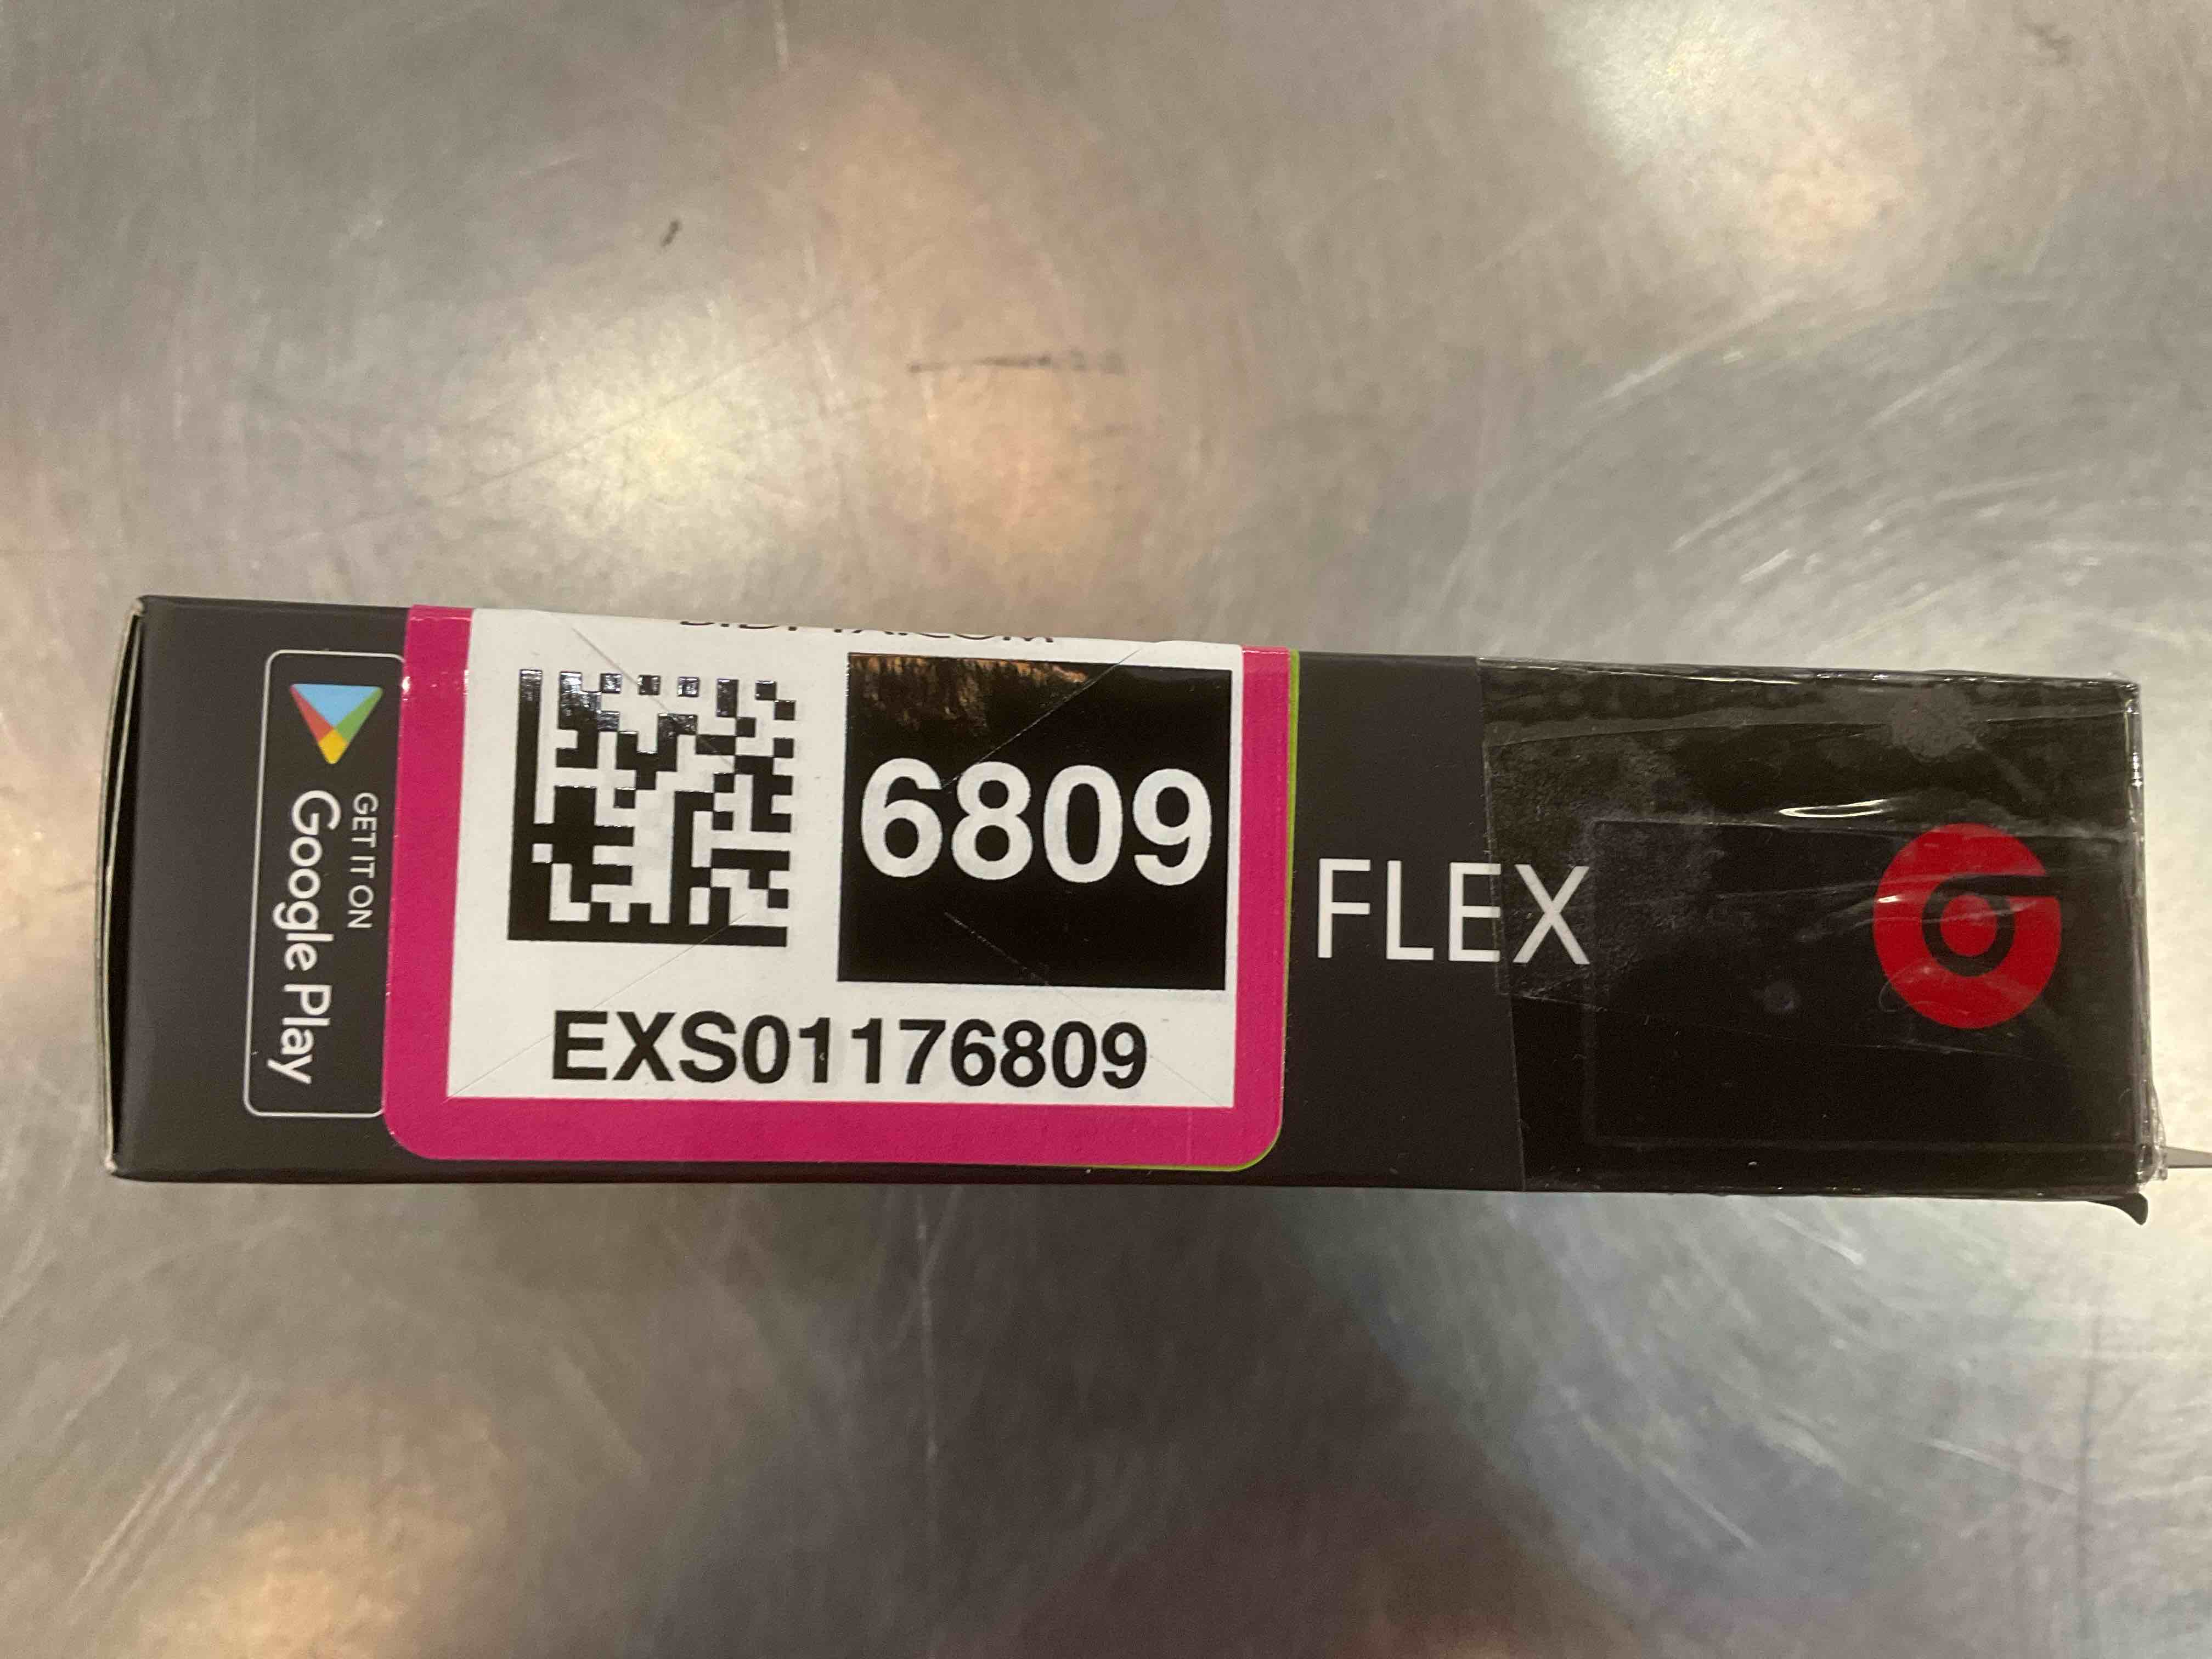 GET IT ON
Google Play
6809
EXS01176809
FLEX